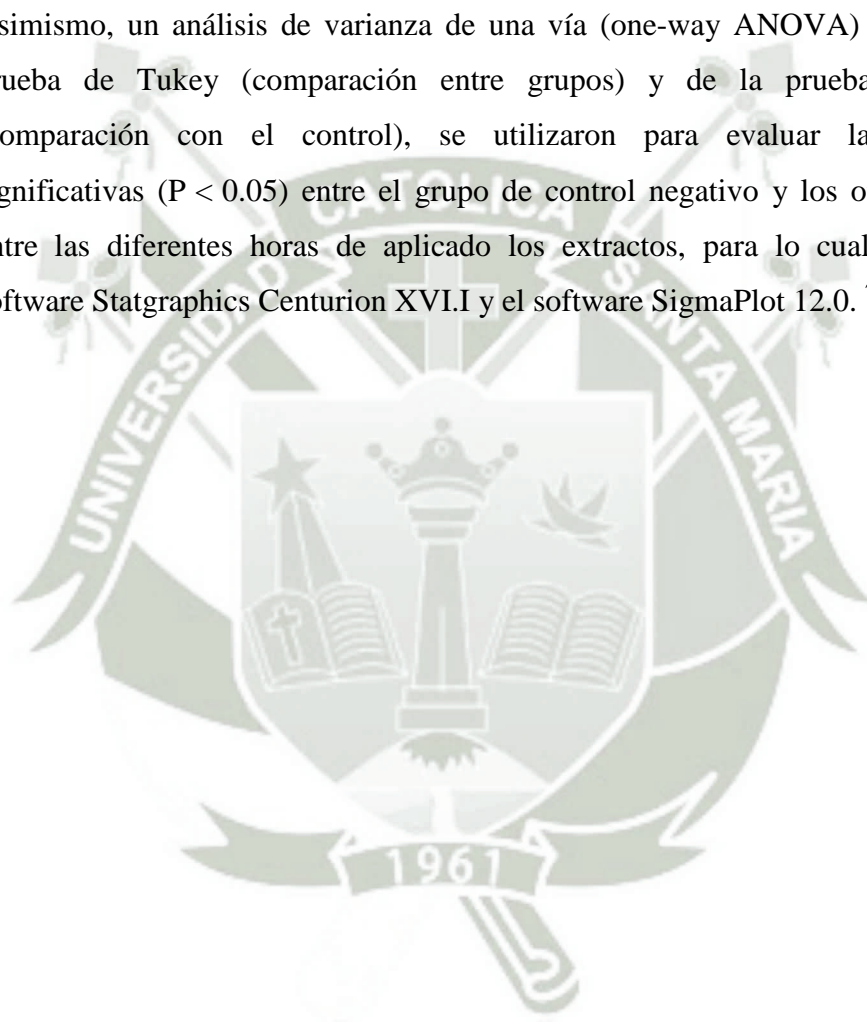 simismo, un análisis de varianza de una vía (one-way ANOVA)
rueba de Tukey (comparación entre grupos) y de la prueba
omparación con el control), se utilizaron para evaluar la
gnificativas (P < 0.05) entre el grupo de control negativo y los o
ntre las diferentes horas de aplicado los extractos, para lo cual
oftware Statgraphics Centurion XVI.I y el software SigmaPlot 12.0.
UNIVERSIDAD CATOLICA SANTA MARIA
1961